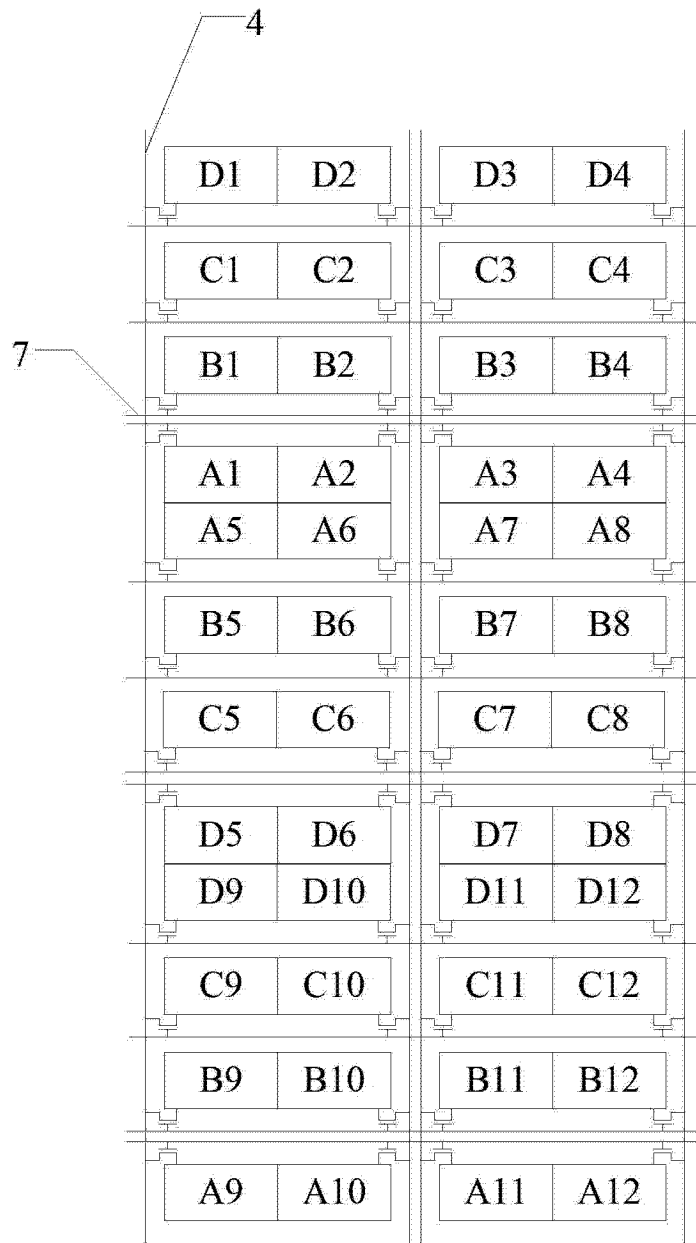 4
D1 D2 D3 D4
C1 C2 C3 C4
7
B1 B2 B3 B4
A1 A2 A3 A4
A5 A6 A7 A8
B5 B6 B7 B8
C5 C6 C7 C8
D5 D6 D7 D8
D9 D10 D11 D12
C9 C10 C11 C12
B9 B10 B11 B12
A9 A10 A11 A12